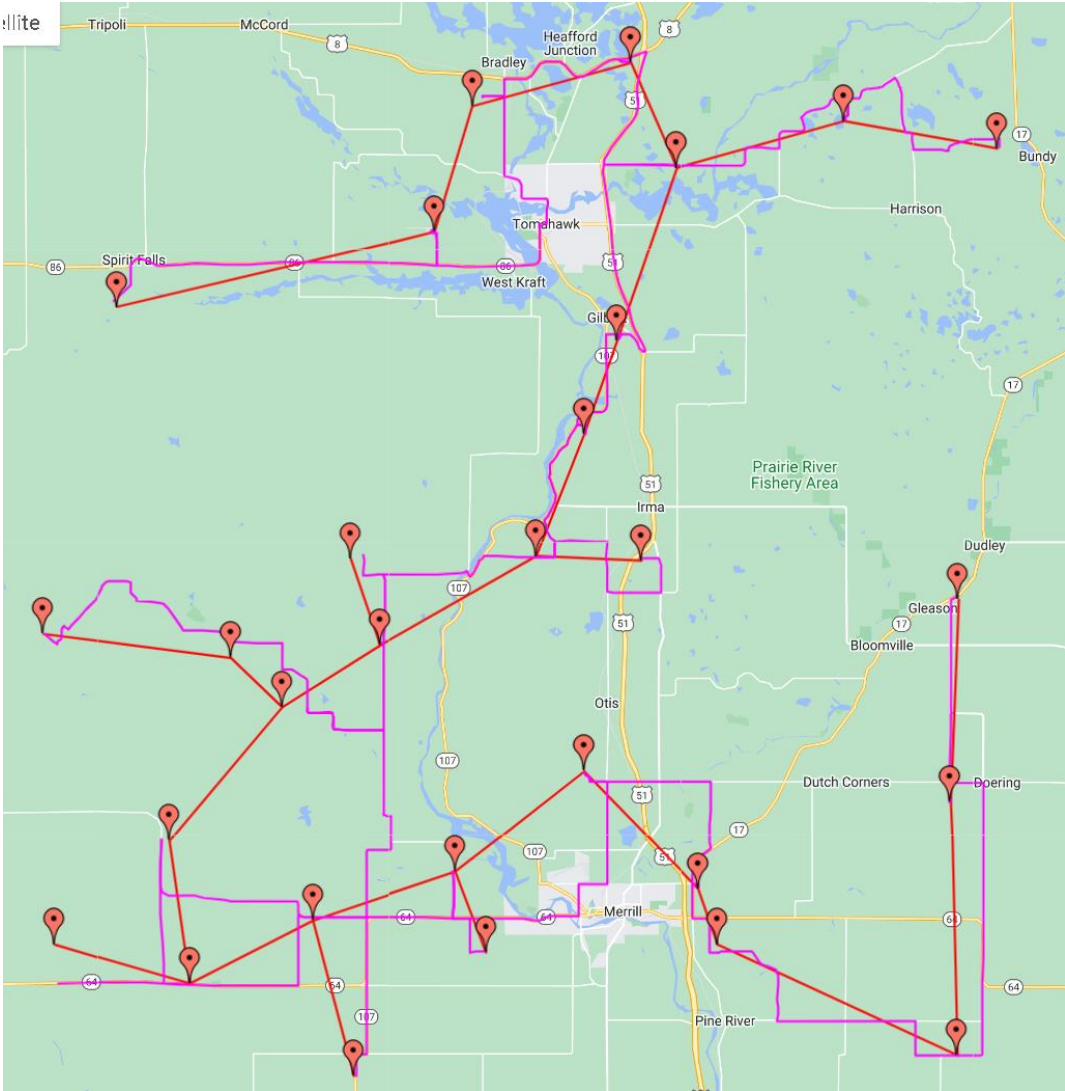 ellite
Tripoli
McCord
Heafford
Junction
8
8
Bradley
51
17
Bundy
Harrison
Tomahawk
86
Spirit Falls
86
86
51
West Kraft
Gil
107
17
Prairie River
Fishery Area
51
Irma
Dudley
107
Gleason
17
51
Bloomville
Otis
107
51
Dutch Corners
Doering
17
107
51
64
64
Merrill
64
64
64
64
107
Pine River